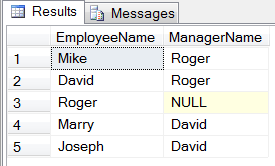 Results Messages
EmployeeName ManagerName
1 Mike Roger
2 David Roger
3 Roger NULL
4 Marry David
5 Joseph David